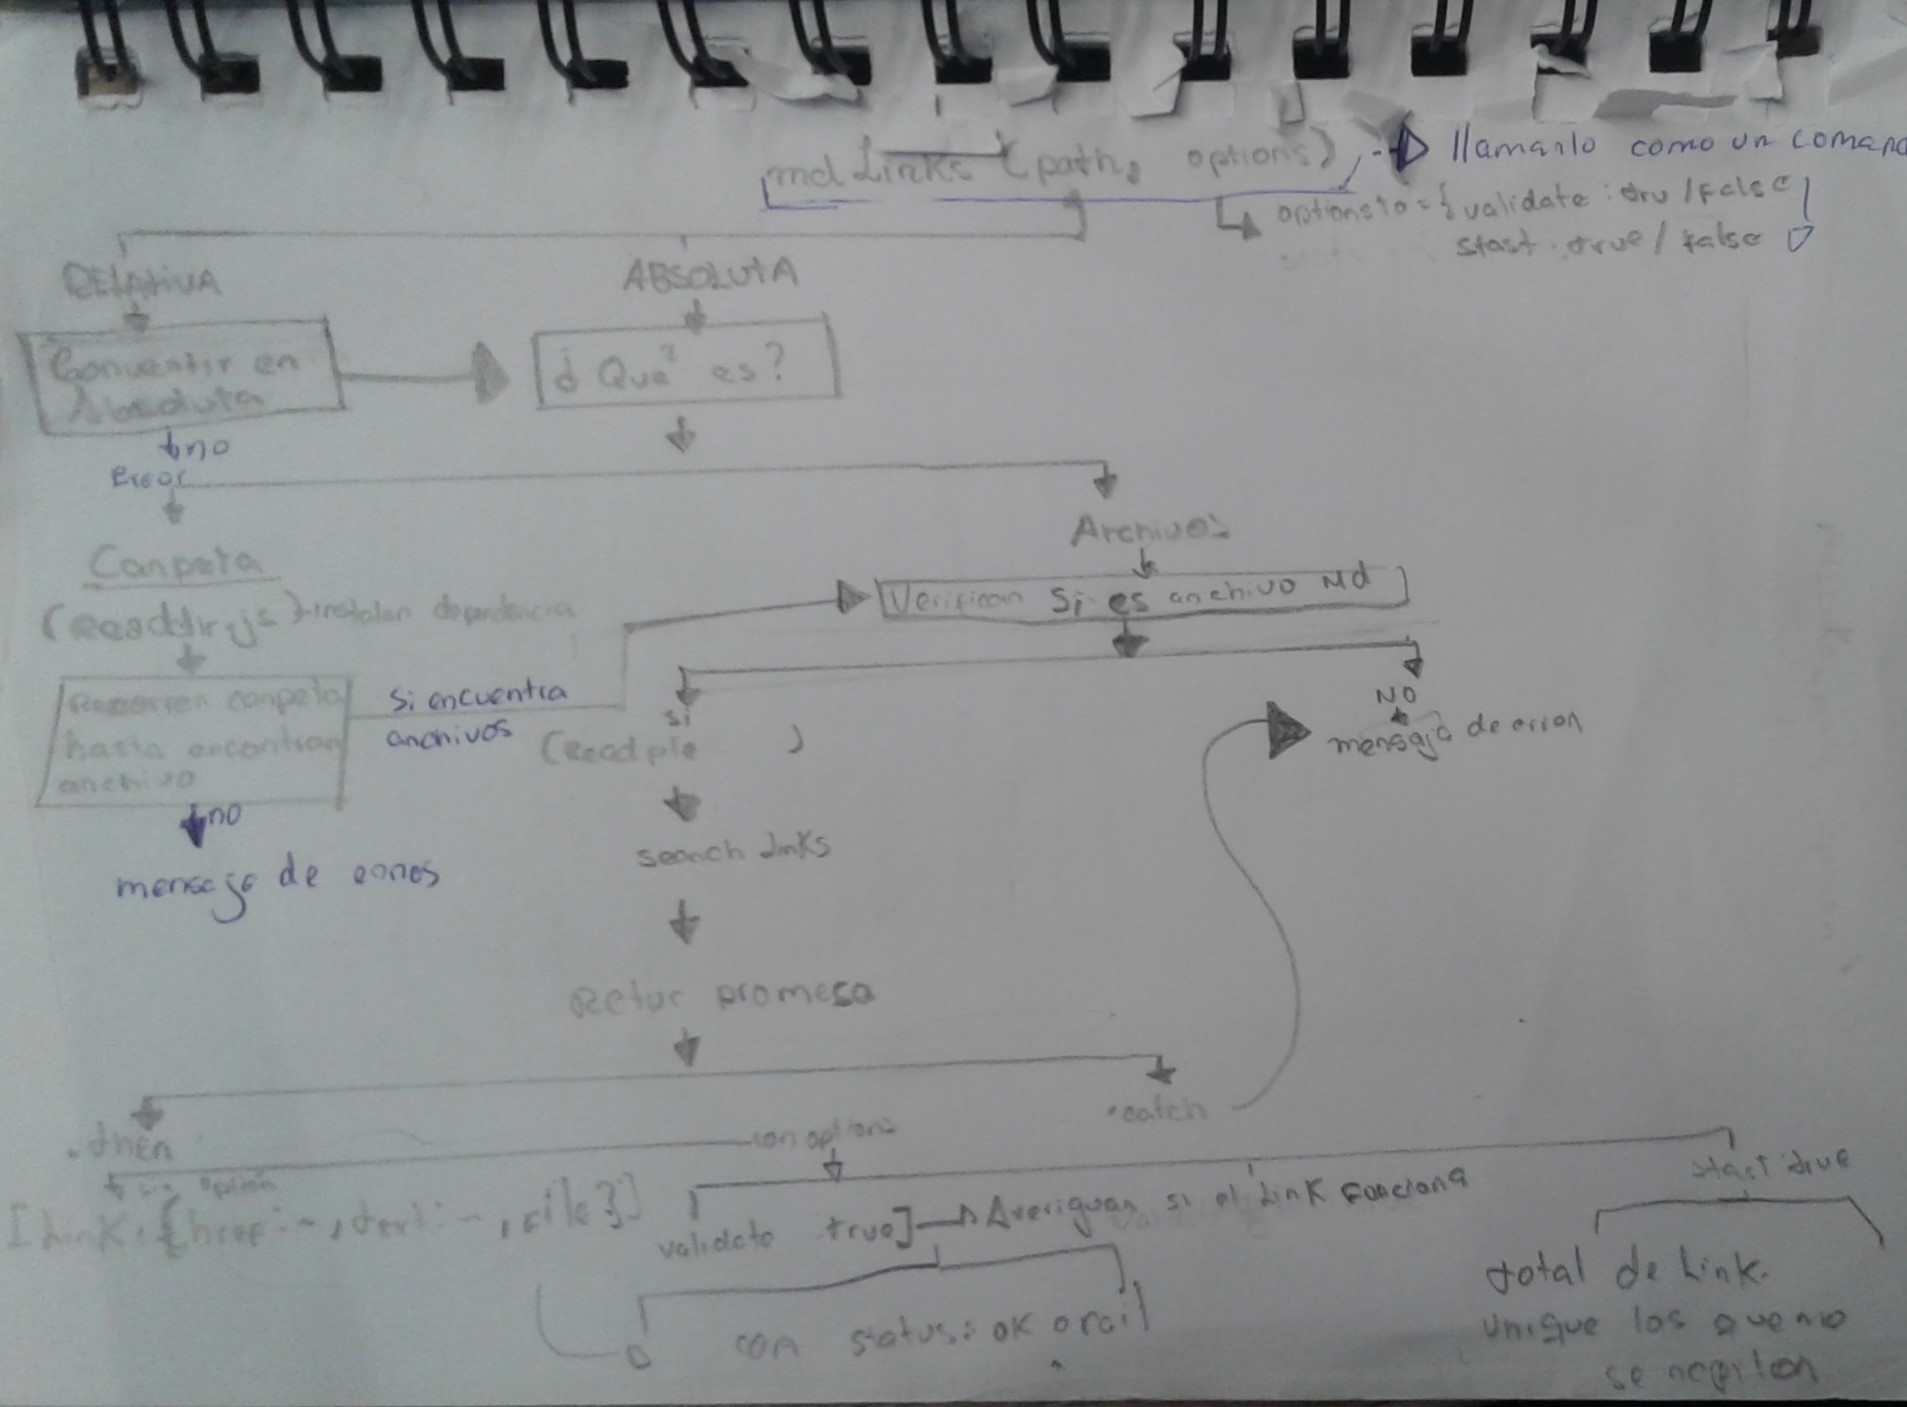 md Links (path, options)
llamarlo como un comand
options = { validate : tru / false
stast : true / false
RELATIVA
ABSOLUTA
Convertir en
Absoluta
¿ Que es?
no
Error
Archivos
Carpeta
(Readdir.js) instalar dependencia
Verificar Si es archivo Md
Recorrer carpeta
hasta encontrar
archivo
Si encuentra
archivos
si
(Readfile )
NO
mensaje de error
no
mensaje de error
search Links
Retur promesa
.then
.catch
con option
sin option
[Link: {href: ~, text: ~, file}]
validate true] Averiguar si el Link funciona
stast true
con status: ok o fail
total de Link.
unique los que no
se repiten